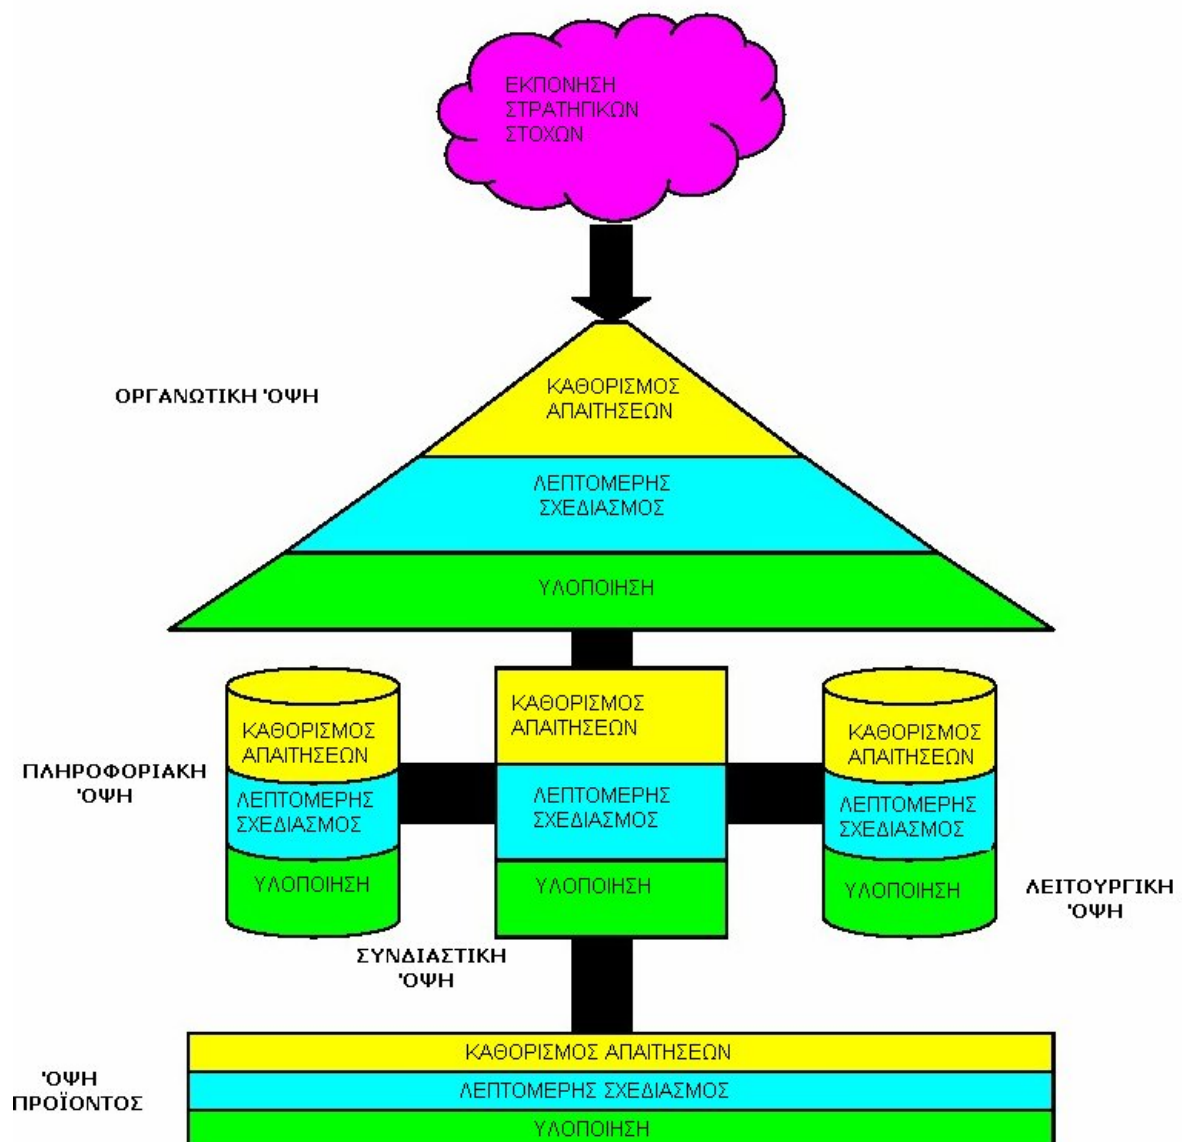 ΕΚΠΟΝΗΣΗ
ΣΤΡΑΤΗΓΙΚΩΝ
ΣΤΟΧΩΝ
ΟΡΓΑΝΩΤΙΚΗ 'ΟΨΗ
ΚΑΘΟΡΙΣΜΟΣ
ΑΠΑΙΤΗΣΕΩΝ
ΛΕΠΤΟΜΕΡΗΣ
ΣΧΕΔΙΑΣΜΟΣ
ΥΛΟΠΟΙΗΣΗ
ΠΛΗΡΟΦΟΡΙΑΚΗ
'ΟΨΗ
ΚΑΘΟΡΙΣΜΟΣ
ΑΠΑΙΤΗΣΕΩΝ
ΛΕΠΤΟΜΕΡΗΣ
ΣΧΕΔΙΑΣΜΟΣ
ΥΛΟΠΟΙΗΣΗ
ΚΑΘΟΡΙΣΜΟΣ
ΑΠΑΙΤΗΣΕΩΝ
ΛΕΠΤΟΜΕΡΗΣ
ΣΧΕΔΙΑΣΜΟΣ
ΥΛΟΠΟΙΗΣΗ
ΣΥΝΔΙΑΣΤΙΚΗ
'ΟΨΗ
ΚΑΘΟΡΙΣΜΟΣ
ΑΠΑΙΤΗΣΕΩΝ
ΛΕΠΤΟΜΕΡΗΣ
ΣΧΕΔΙΑΣΜΟΣ
ΥΛΟΠΟΙΗΣΗ
ΛΕΙΤΟΥΡΓΙΚΗ
'ΟΨΗ
'ΟΨΗ
ΠΡΟΪΟΝΤΟΣ
ΚΑΘΟΡΙΣΜΟΣ ΑΠΑΙΤΗΣΕΩΝ
ΛΕΠΤΟΜΕΡΗΣ ΣΧΕΔΙΑΣΜΟΣ
ΥΛΟΠΟΙΗΣΗ